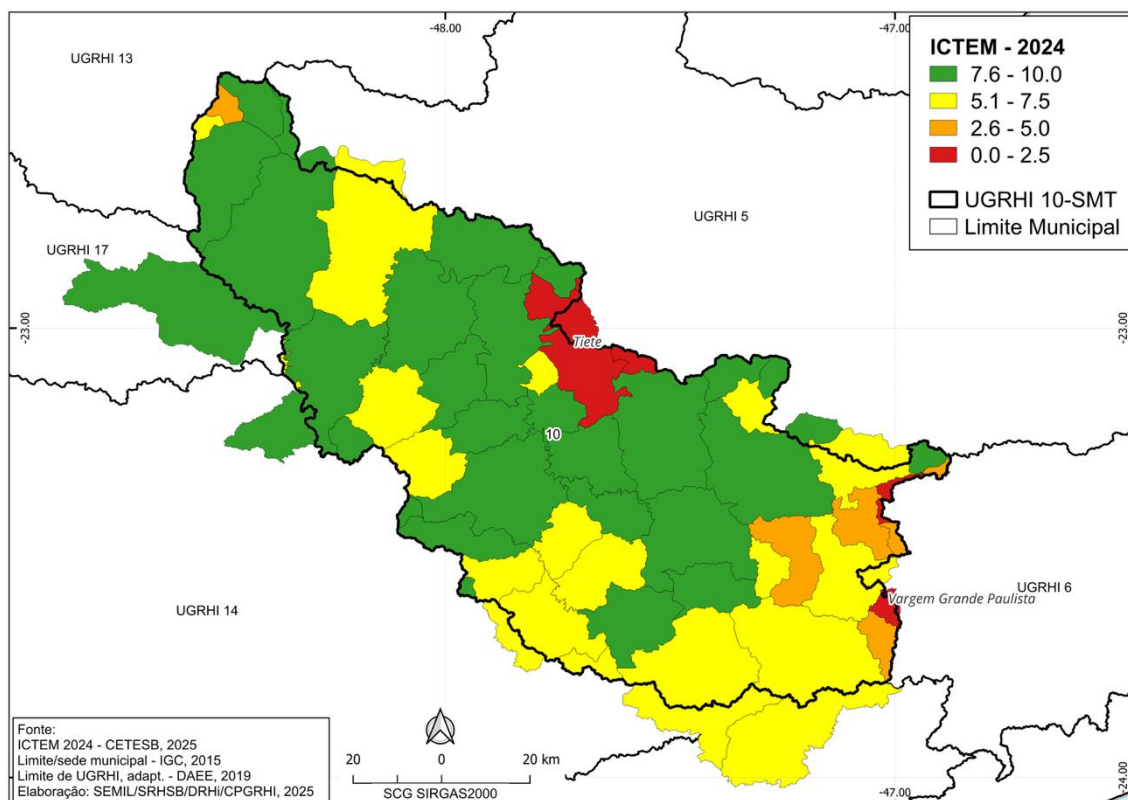 -48.00
-47.00
UGRHI 13
ICTEM - 2024
7.6 - 10.0
5.1 - 7.5
2.6 - 5.0
0.0 - 2.5
UGRHI 10-SMT
Limite Municipal
UGRHI 5
UGRHI 17
-23.00
-23.00
Tiete
10
UGRHI 6
Vargem Grande Paulista
UGRHI 14
Fonte:
ICTEM 2024 - CETESB, 2025
Limite/sede municipal - IGC, 2015
Limite de UGRHI, adapt. - DAEE, 2019
Elaboração: SEMIL/SRHSB/DRHi/CPGRHI, 2025
20 0 20 km
SCG SIRGAS2000
-47.00
-24.00